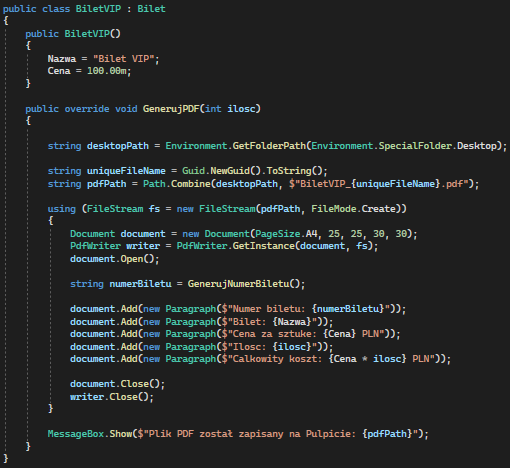 public class BiletVIP : Bilet
{
    public BiletVIP()
    {
        Nazwa = "Bilet VIP";
        Cena = 100.00m;
    }

    public override void GenerujPDF(int ilosc)
    {

        string desktopPath = Environment.GetFolderPath(Environment.SpecialFolder.Desktop);

        string uniqueFileName = Guid.NewGuid().ToString();
        string pdfPath = Path.Combine(desktopPath, $"BiletVIP_{uniqueFileName}.pdf");

        using (FileStream fs = new FileStream(pdfPath, FileMode.Create))
        {
            Document document = new Document(PageSize.A4, 25, 25, 30, 30);
            PdfWriter writer = PdfWriter.GetInstance(document, fs);
            document.Open();

            string numerBiletu = GenerujNumerBiletu();

            document.Add(new Paragraph($"Numer biletu: {numerBiletu}"));
            document.Add(new Paragraph($"Bilet: {Nazwa}"));
            document.Add(new Paragraph($"Cena za sztuke: {Cena} PLN"));
            document.Add(new Paragraph($"Ilosc: {ilosc}"));
            document.Add(new Paragraph($"Calkowity koszt: {Cena * ilosc} PLN"));

            document.Close();
            writer.Close();
        }

        MessageBox.Show($"Plik PDF został zapisany na Pulpicie: {pdfPath}");
    }
}